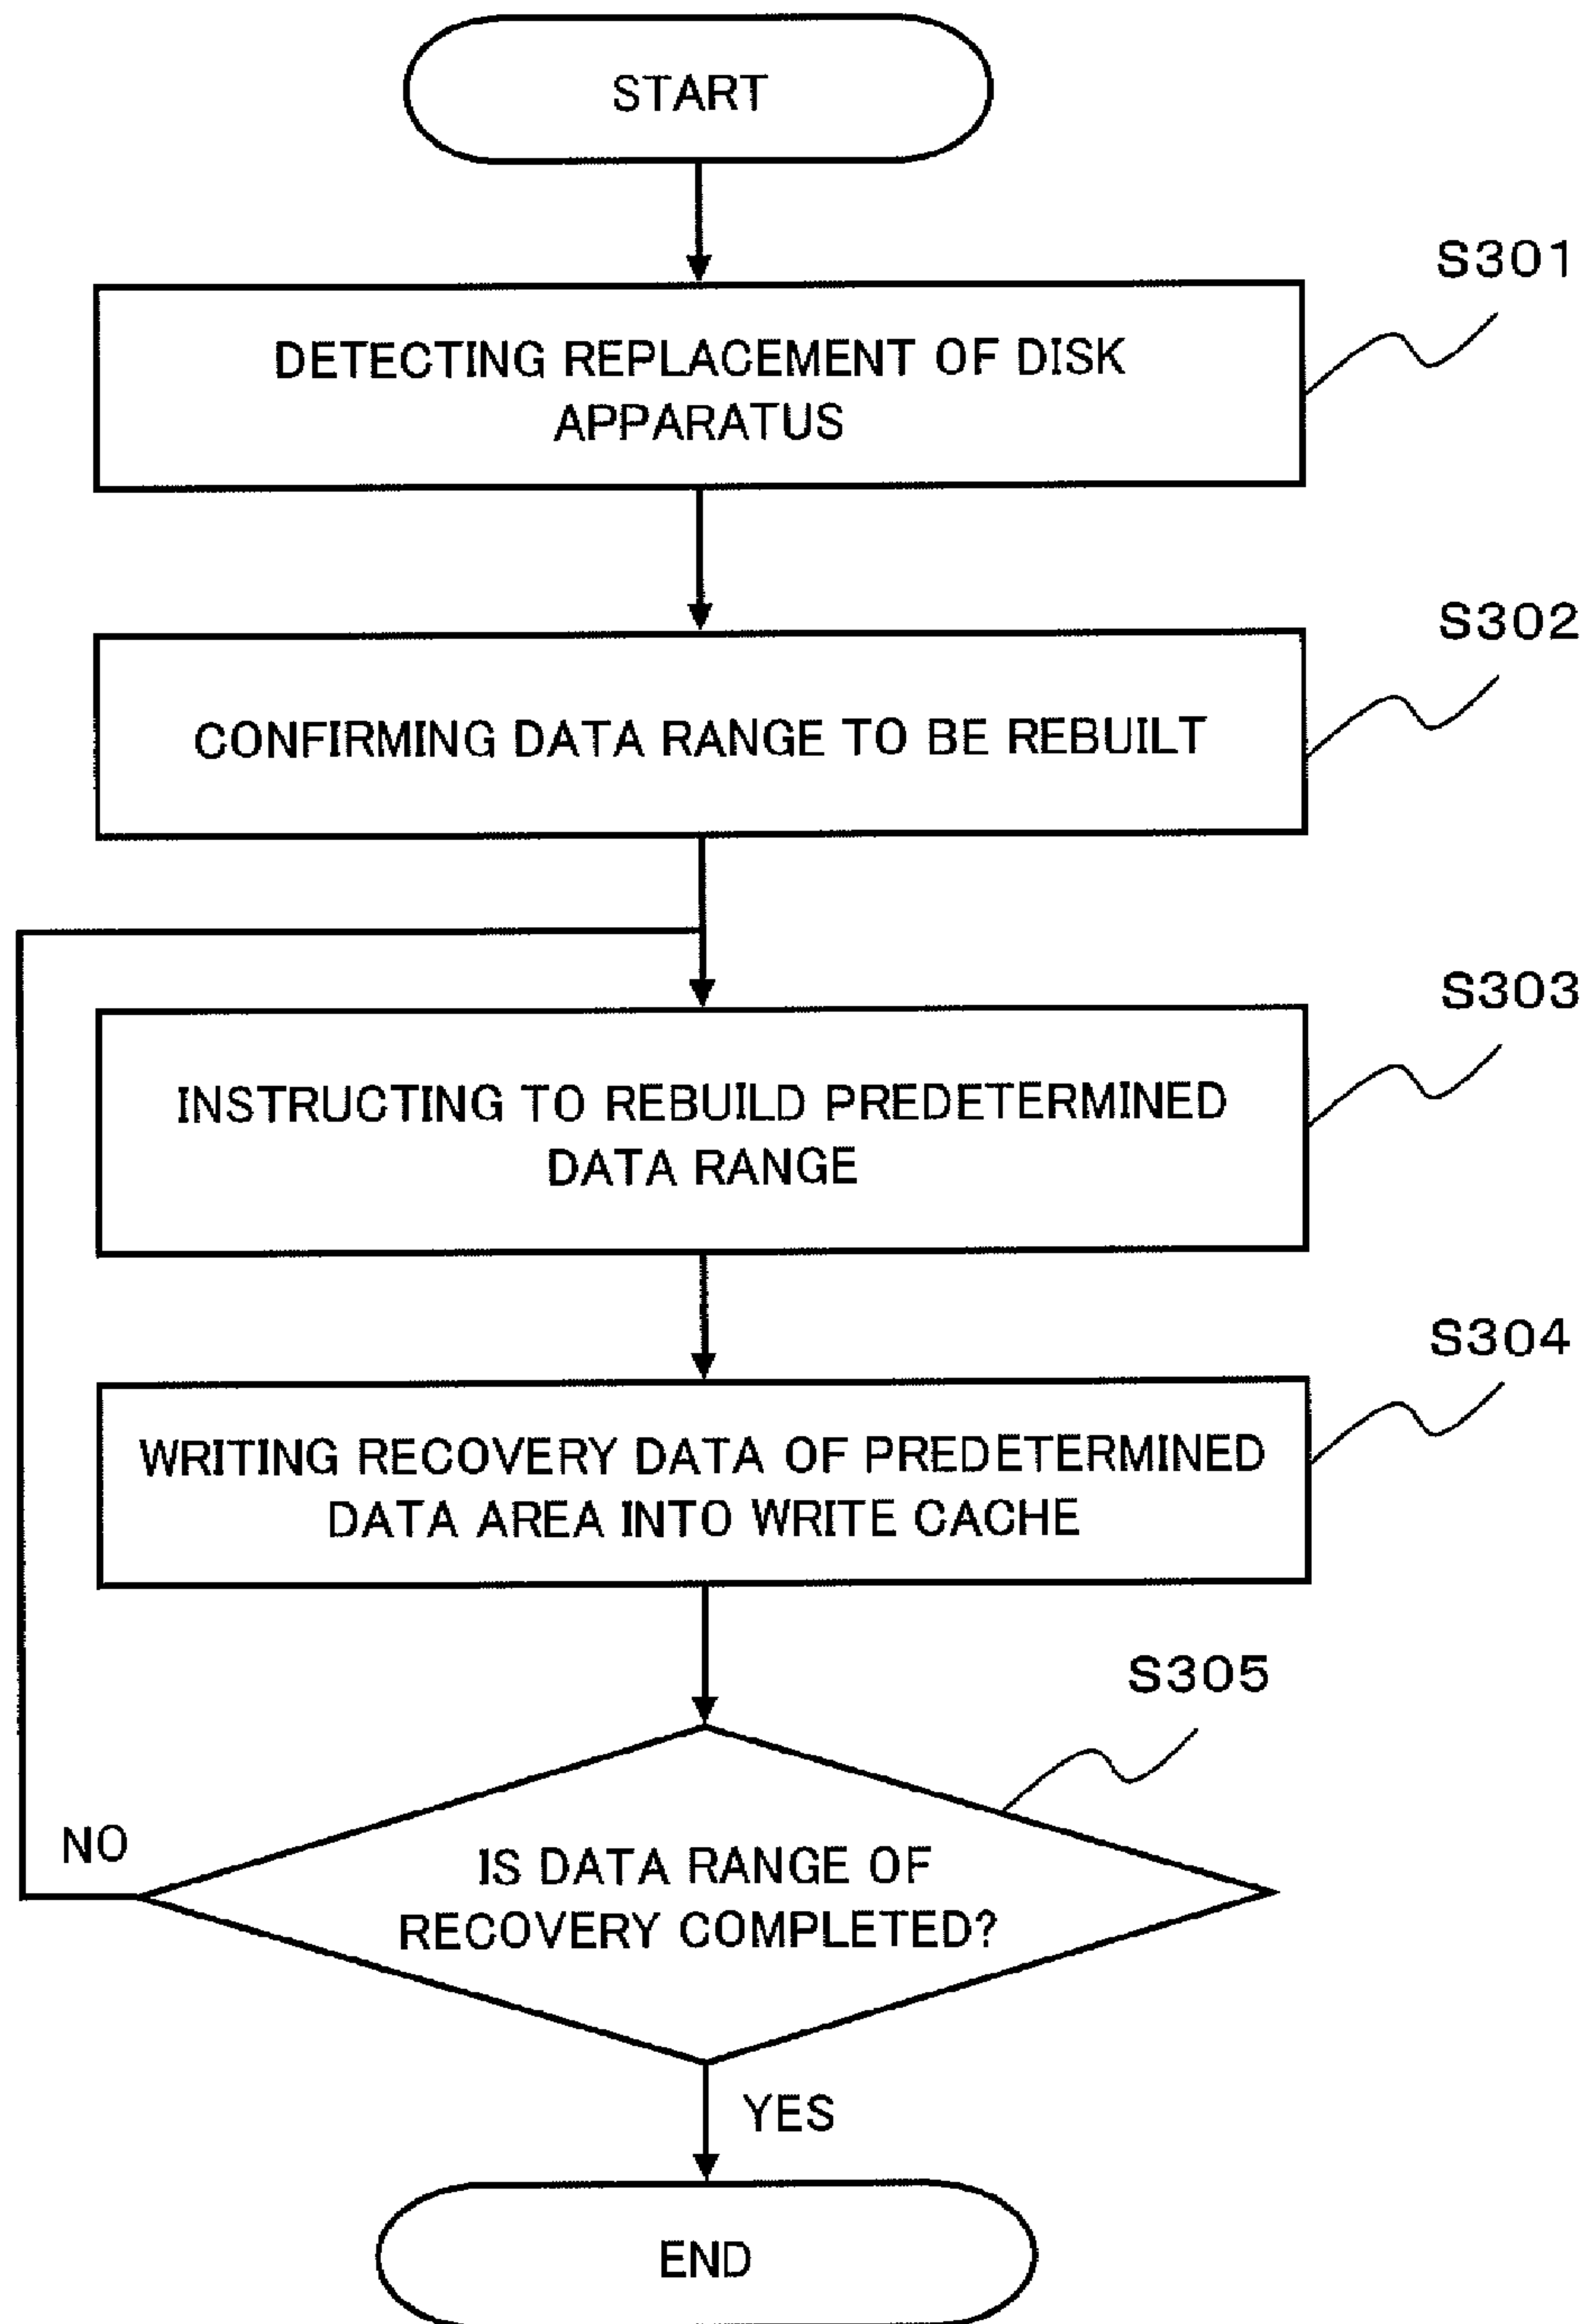 START
S301
DETECTING REPLACEMENT OF DISK
APPARATUS
S302
CONFIRMING DATA RANGE TO BE REBUILT
S303
INSTRUCTING TO REBUILD PREDETERMINED
DATA RANGE
S304
WRITING RECOVERY DATA OF PREDETERMINED
DATA AREA INTO WRITE CACHE
S305
NO
IS DATA RANGE OF
RECOVERY COMPLETED?
YES
END